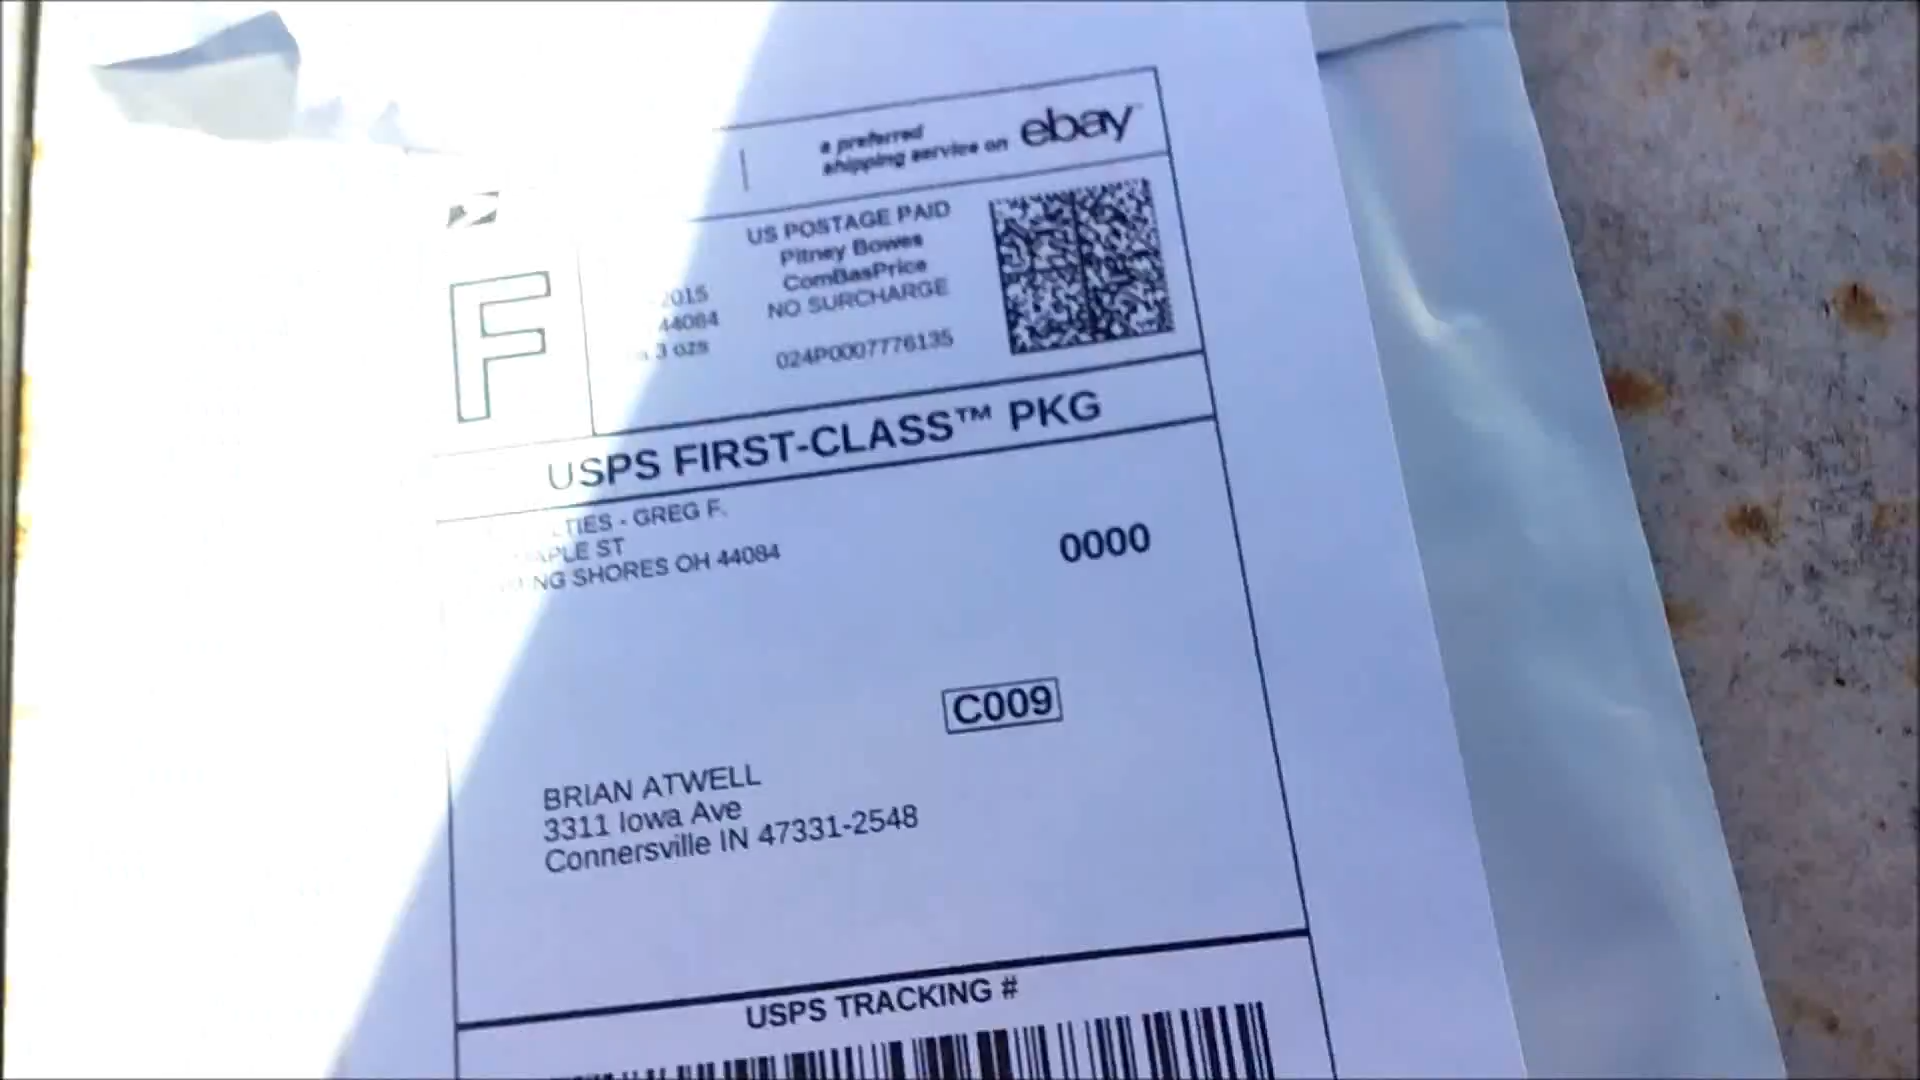 a preferred
shipping service on ebay
US POSTAGE PAID
Pitney Bowes
ComBasPrice
NO SURCHARGE
024P0007776135
2015
44084
3 ozs
F
USPS FIRST-CLASS™ PKG
GREG F.
ST
SHORES OH 44084
0000
C009
BRIAN ATWELL
3311 Iowa Ave
Connersville IN 47331-2548
USPS TRACKING #